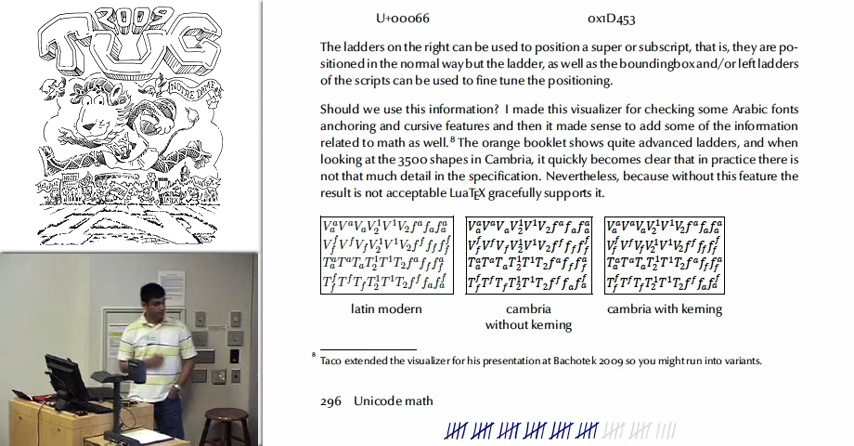 2009
TUG
NOTRE DAME
U+00066 0x1D453
The ladders on the right can be used to position a super or subscript, that is, they are po-
sitioned in the normal way but the ladder, as well as the boundingbox and/or left ladders
of the scripts can be used to fine tune the positioning.
Should we use this information? I made this visualizer for checking some Arabic fonts
anchoring and cursive features and then it made sense to add some of the information
related to math as well.⁸ The orange booklet shows quite advanced ladders, and when
looking at the 3500 shapes in Cambria, it quickly becomes clear that in practice there is
not that much detail in the specification. Nevertheless, because without this feature the
result is not acceptable LuaTEX gracefully supports it.
latin modern
cambria
without kerning
cambria with kerning
⁸ Taco extended the visualizer for his presentation at Bachotek 2009 so you might run into variants.
296 Unicode math